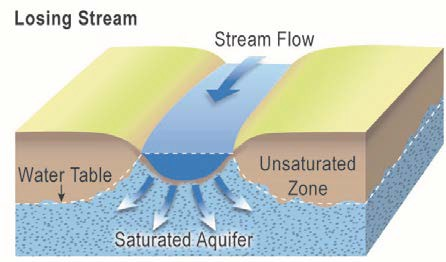 Losing Stream
Stream Flow
Water Table
Unsaturated
Zone
Saturated Aquifer